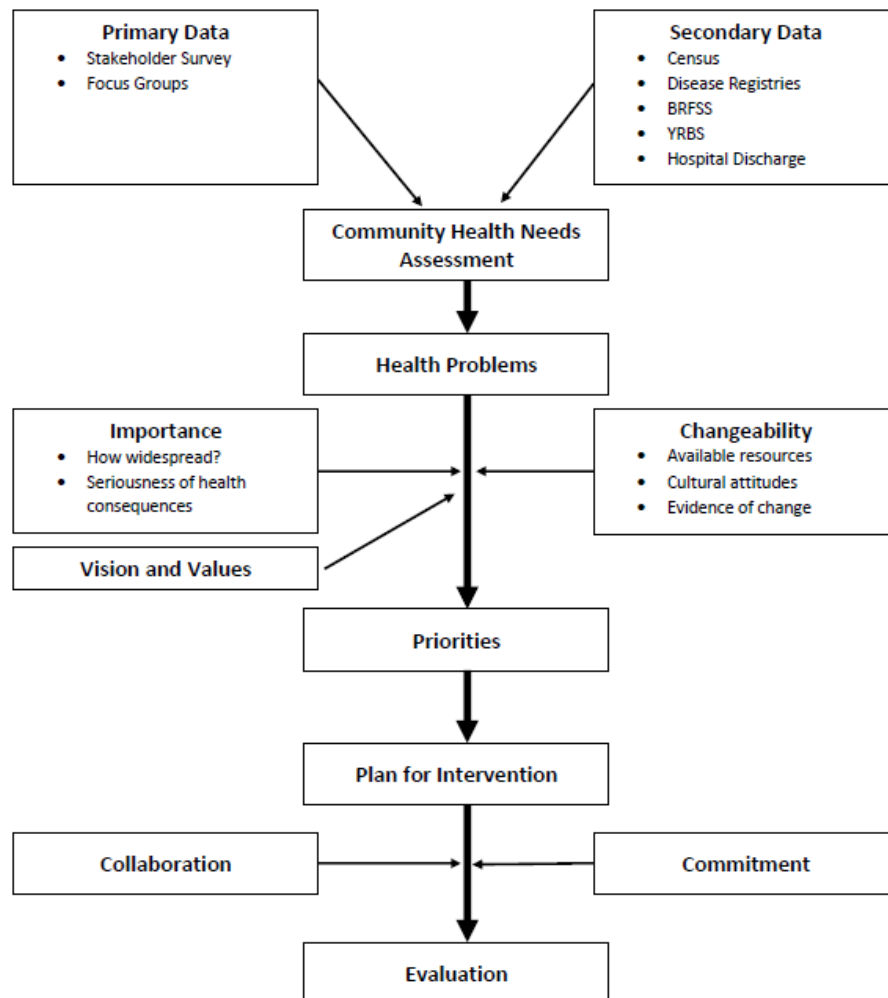 Primary Data
• Stakeholder Survey
• Focus Groups
Secondary Data
• Census
• Disease Registries
• BRFSS
• YRBS
• Hospital Discharge
Community Health Needs
Assessment
Health Problems
Importance
• How widespread?
• Seriousness of health
consequences
Changeability
• Available resources
• Cultural attitudes
• Evidence of change
Vision and Values
Priorities
Plan for Intervention
Collaboration
Commitment
Evaluation